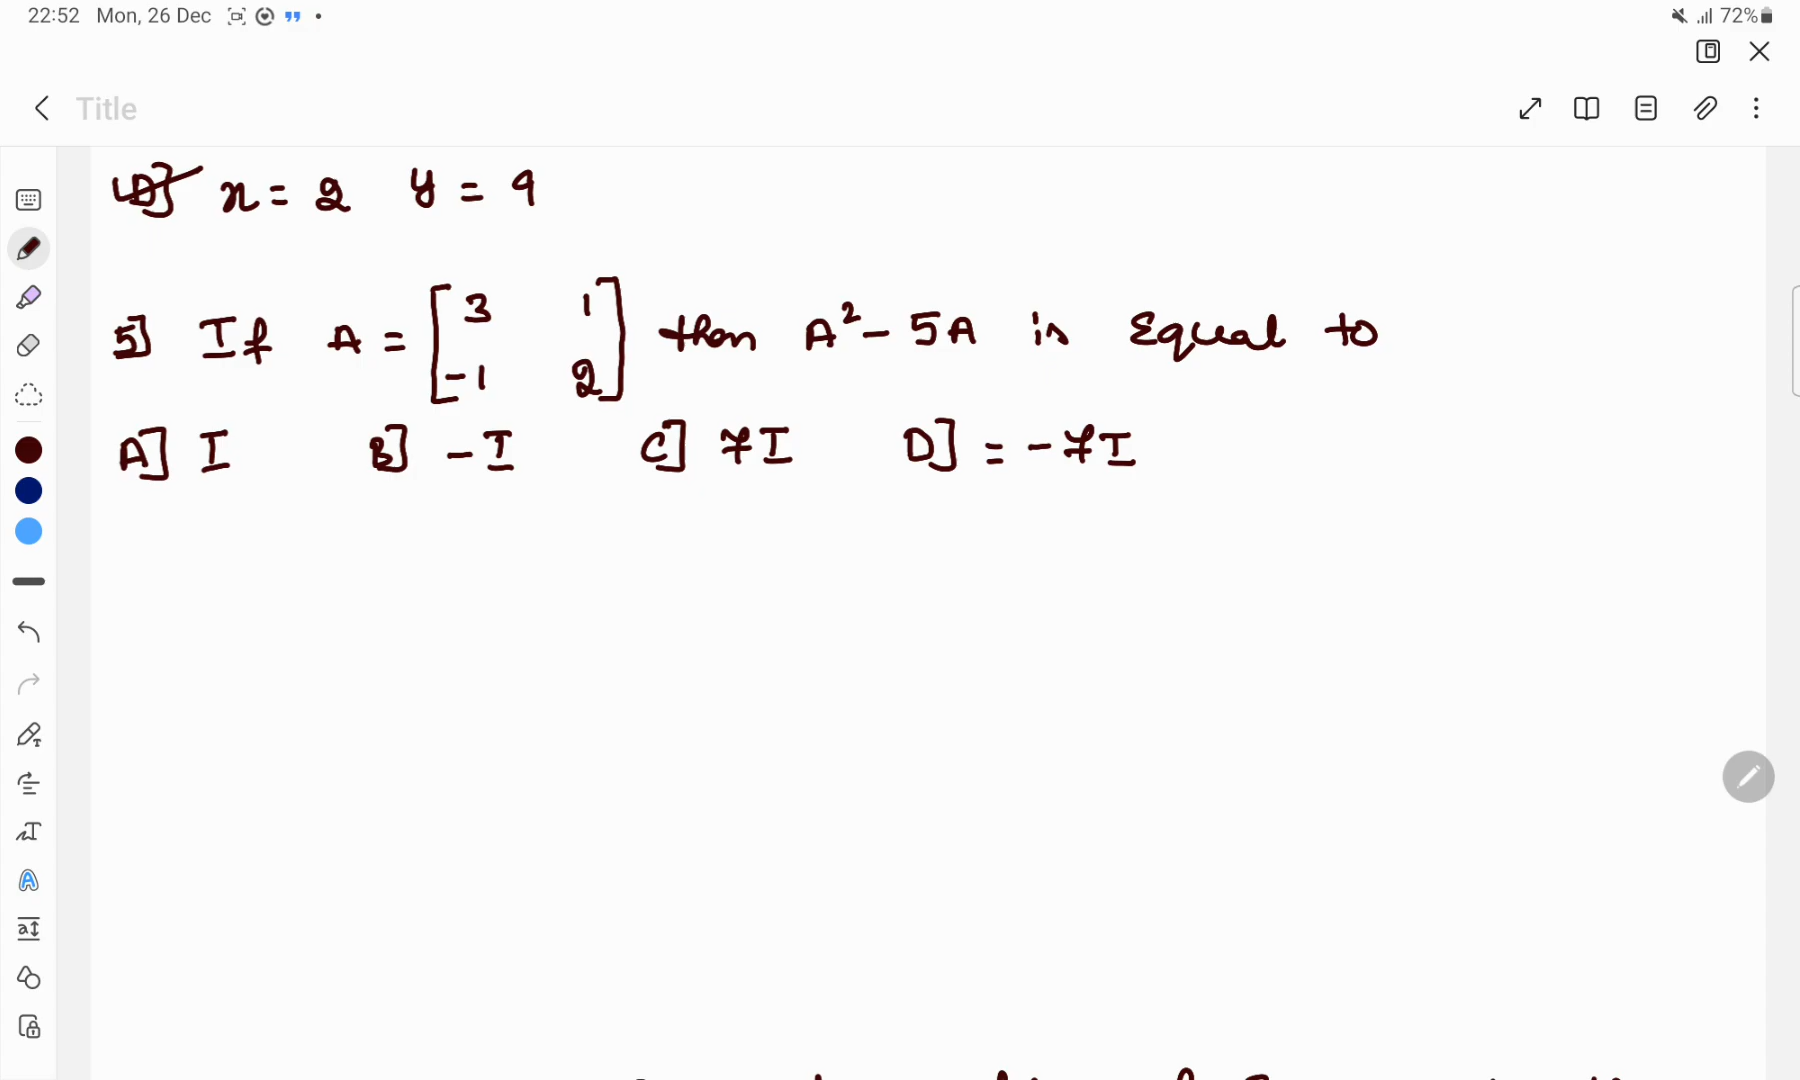 22:52 Mon, 26 Dec 72%
Title
D] x = 2 y = 9
5] If A = [3 1
-1 2] then A² - 5A is Equal to
A] I B] -I C] 7I D] = -7I